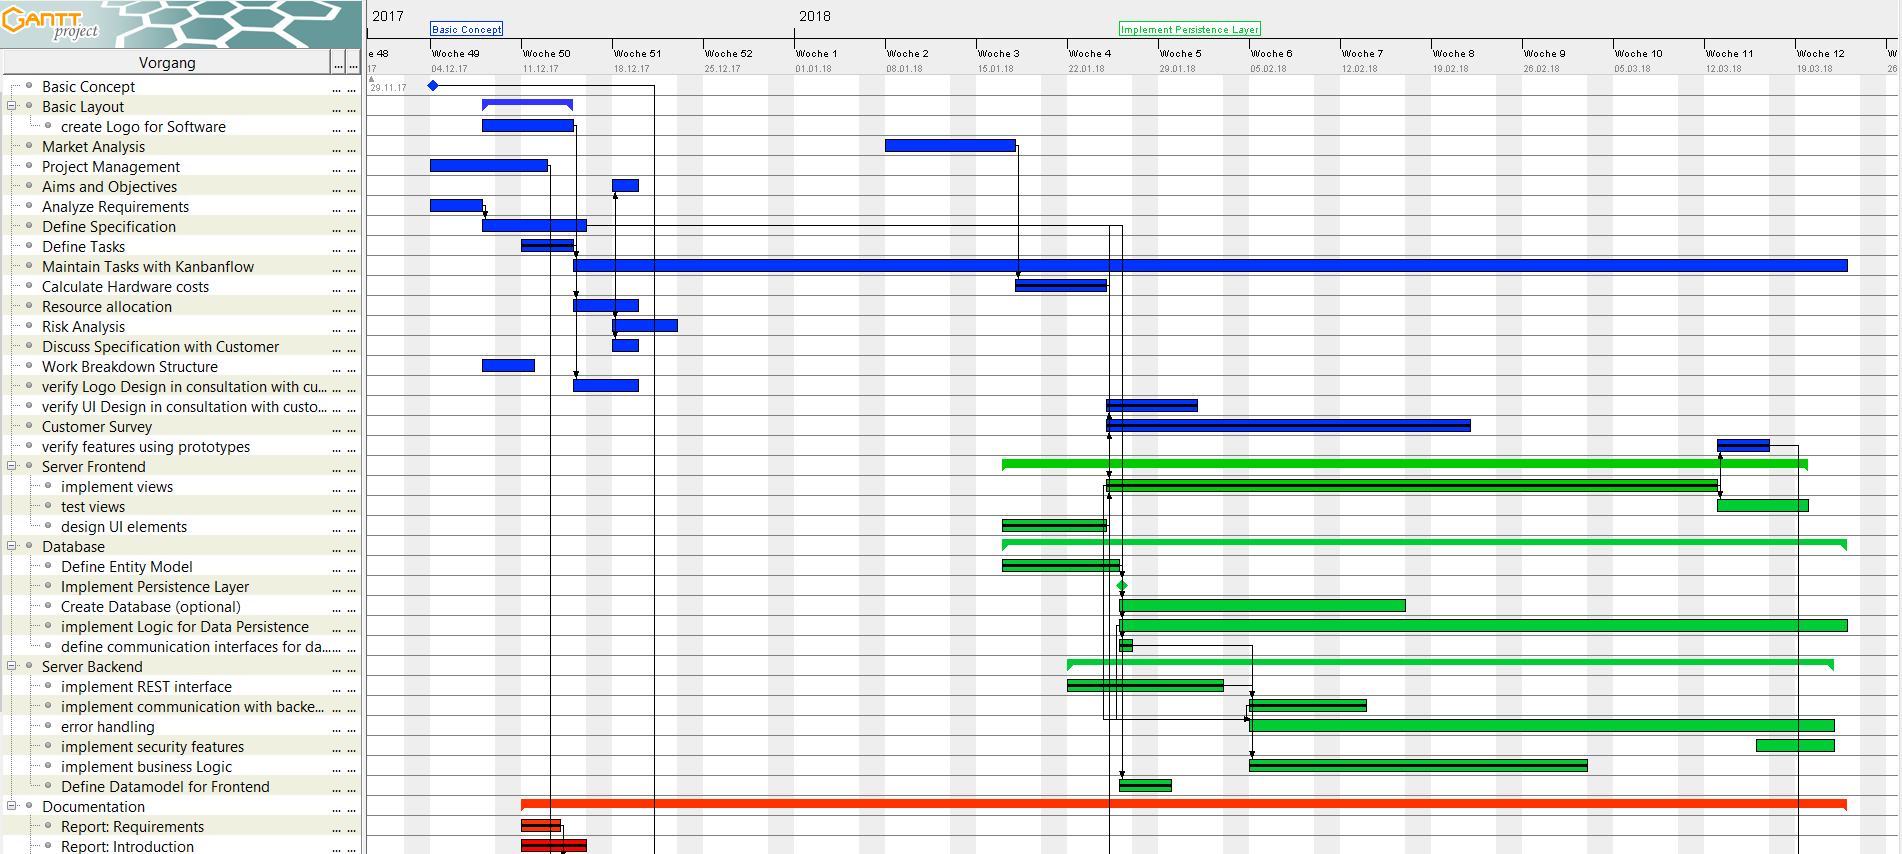 GANTT
project
2017
2018
Basic Concept
Implement Persistence Layer
e 48
Woche 49
Woche 50
Woche 51
Woche 52
Woche 1
Woche 2
Woche 3
Woche 4
Woche 5
Woche 6
Woche 7
Woche 8
Woche 9
Woche 10
Woche 11
Woche 12
W
Vorgang
... ...
17
04.12.17
11.12.17
18.12.17
25.12.17
01.01.18
08.01.18
15.01.18
22.01.18
29.01.18
05.02.18
12.02.18
19.02.18
26.02.18
05.03.18
12.03.18
19.03.18
26
29.11.17
Basic Concept ... ...
Basic Layout ... ...
create Logo for Software ... ...
Market Analysis ... ...
Project Management ... ...
Aims and Objectives ... ...
Analyze Requirements ... ...
Define Specification ... ...
Define Tasks ... ...
Maintain Tasks with Kanbanflow ... ...
Calculate Hardware costs ... ...
Resource allocation ... ...
Risk Analysis ... ...
Discuss Specification with Customer ... ...
Work Breakdown Structure ... ...
verify Logo Design in consultation with cu... ... ...
verify UI Design in consultation with custo... ... ...
Customer Survey ... ...
verify features using prototypes ... ...
Server Frontend ... ...
implement views ... ...
test views ... ...
design UI elements ... ...
Database ... ...
Define Entity Model ... ...
Implement Persistence Layer ... ...
Create Database (optional) ... ...
implement Logic for Data Persistence ... ...
define communication interfaces for da... ... ...
Server Backend ... ...
implement REST interface ... ...
implement communication with backe... ... ...
error handling ... ...
implement security features ... ...
implement business Logic ... ...
Define Datamodel for Frontend ... ...
Documentation ... ...
Report: Requirements ... ...
Report: Introduction ... ...